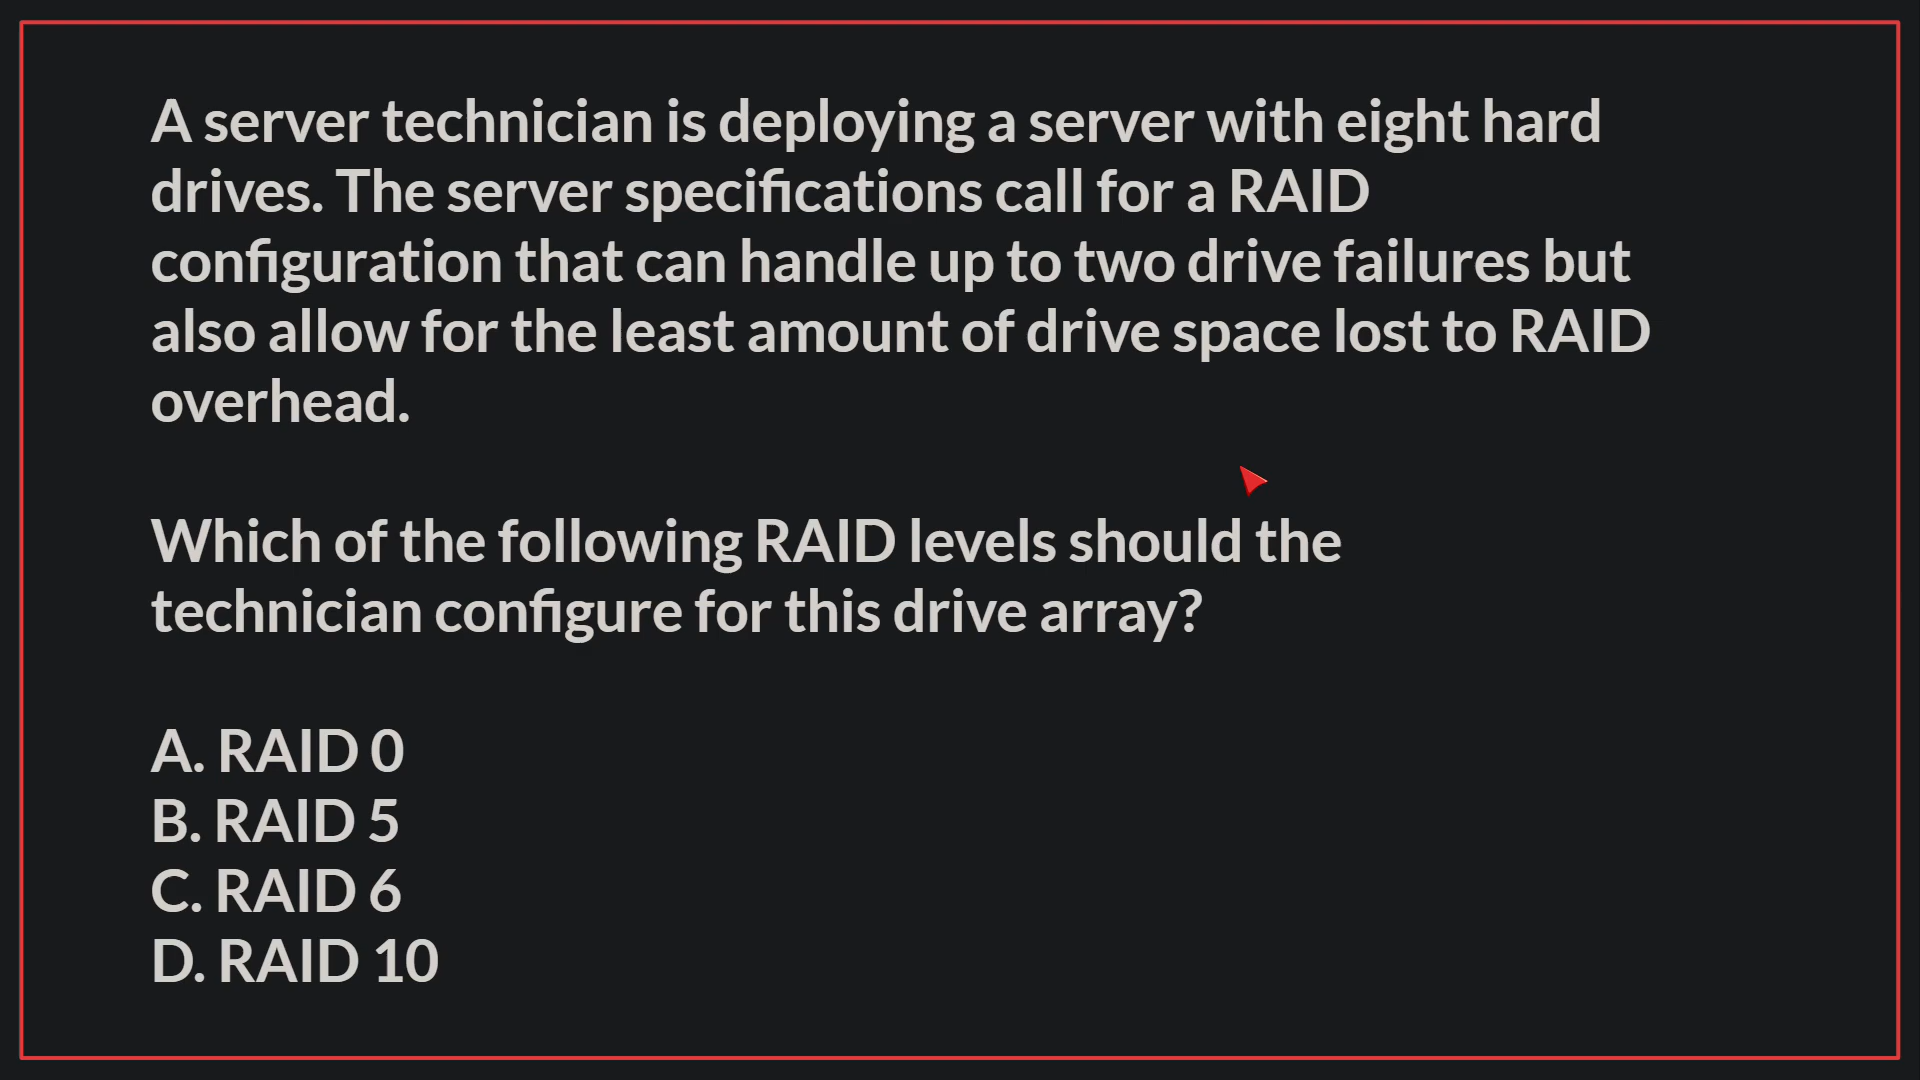 A server technician is deploying a server with eight hard
drives. The server specifications call for a RAID
configuration that can handle up to two drive failures but
also allow for the least amount of drive space lost to RAID
overhead.
Which of the following RAID levels should the
technician configure for this drive array?
A. RAID 0
B. RAID 5
C. RAID 6
D. RAID 10